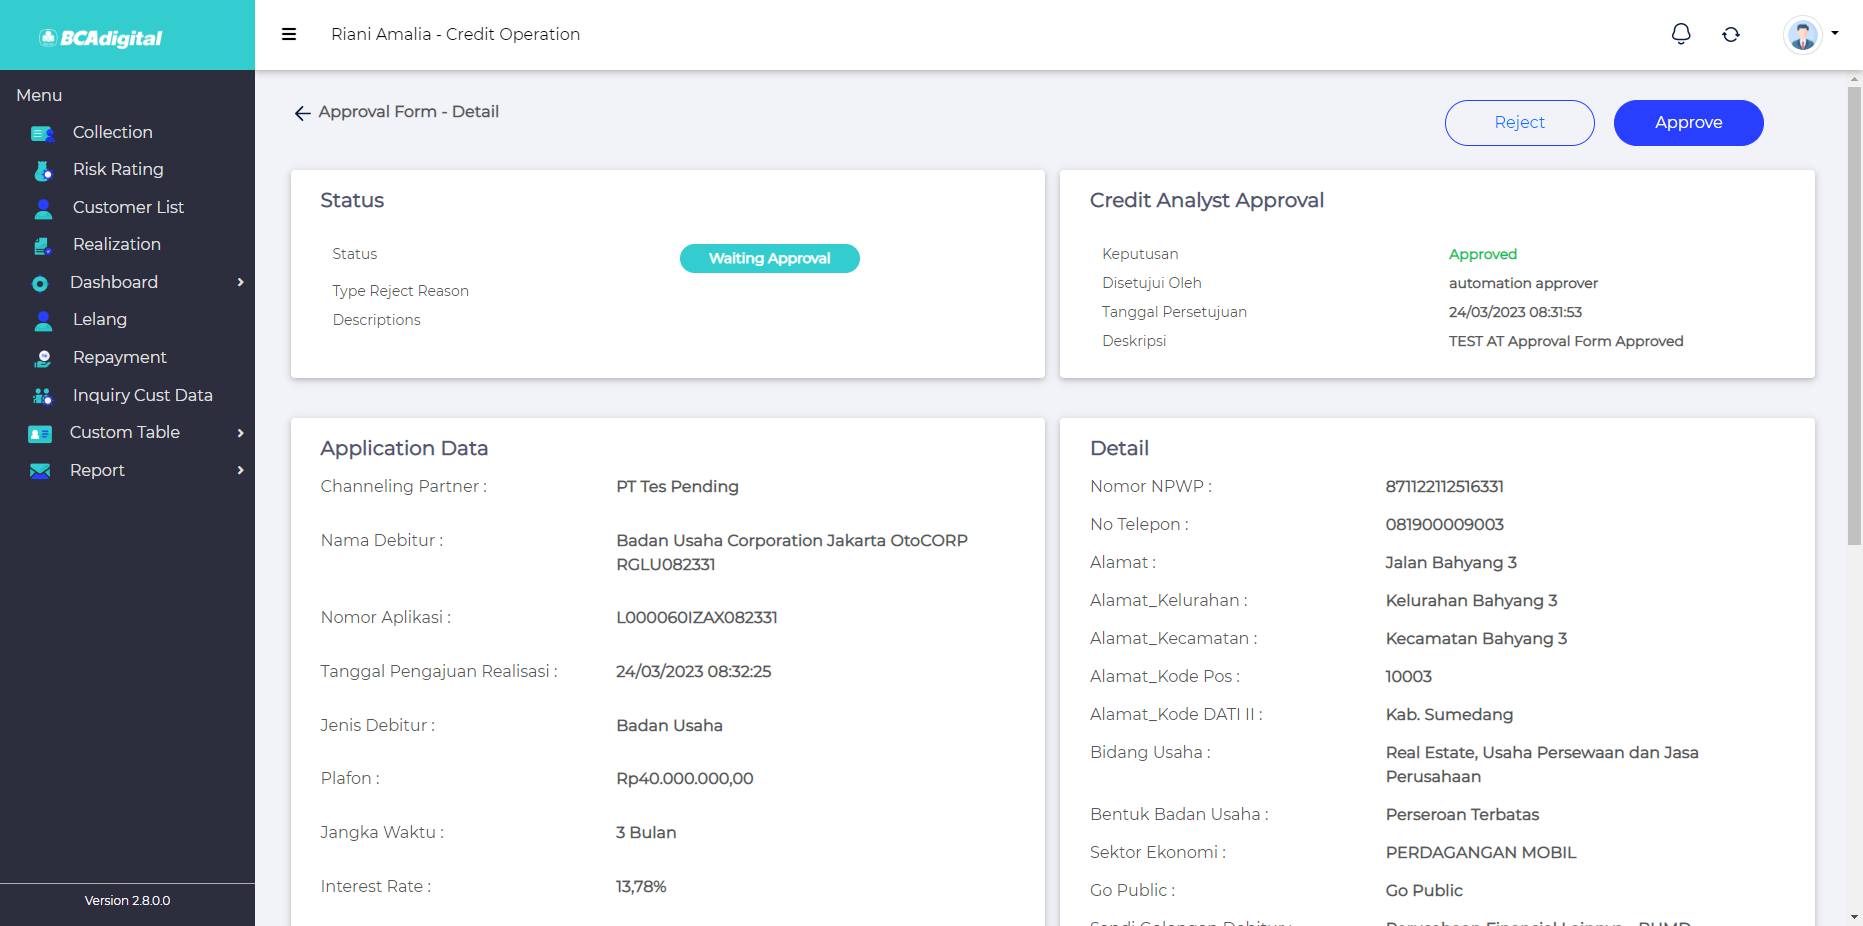 BCAdigital
Riani Amalia - Credit Operation
Menu
Collection
Risk Rating
Customer List
Realization
Dashboard
Lelang
Repayment
Inquiry Cust Data
Custom Table
Report
Version 2.8.0.0
Approval Form - Detail
Reject
Approve
Status
Status
Waiting Approval
Type Reject Reason
Descriptions
Credit Analyst Approval
Keputusan
Approved
Disetujui Oleh
automation approver
Tanggal Persetujuan
24/03/2023 08:31:53
Deskripsi
TEST AT Approval Form Approved
Application Data
Channeling Partner :
PT Tes Pending
Nama Debitur :
Badan Usaha Corporation Jakarta OtoCORP
RGLU082331
Nomor Aplikasi :
L000060IZAX082331
Tanggal Pengajuan Realisasi :
24/03/2023 08:32:25
Jenis Debitur :
Badan Usaha
Plafon :
Rp40.000.000,00
Jangka Waktu :
3 Bulan
Interest Rate :
13,78%
Detail
Nomor NPWP :
871122112516331
No Telepon :
081900009003
Alamat :
Jalan Bahyang 3
Alamat_Kelurahan :
Kelurahan Bahyang 3
Alamat_Kecamatan :
Kecamatan Bahyang 3
Alamat_Kode Pos :
10003
Alamat_Kode DATI II :
Kab. Sumedang
Bidang Usaha :
Real Estate, Usaha Persewaan dan Jasa
Perusahaan
Bentuk Badan Usaha :
Perseroan Terbatas
Sektor Ekonomi :
PERDAGANGAN MOBIL
Go Public :
Go Public
Sandi Golongan Debitur :
Perusahaan Financial Lainnya - BUMD